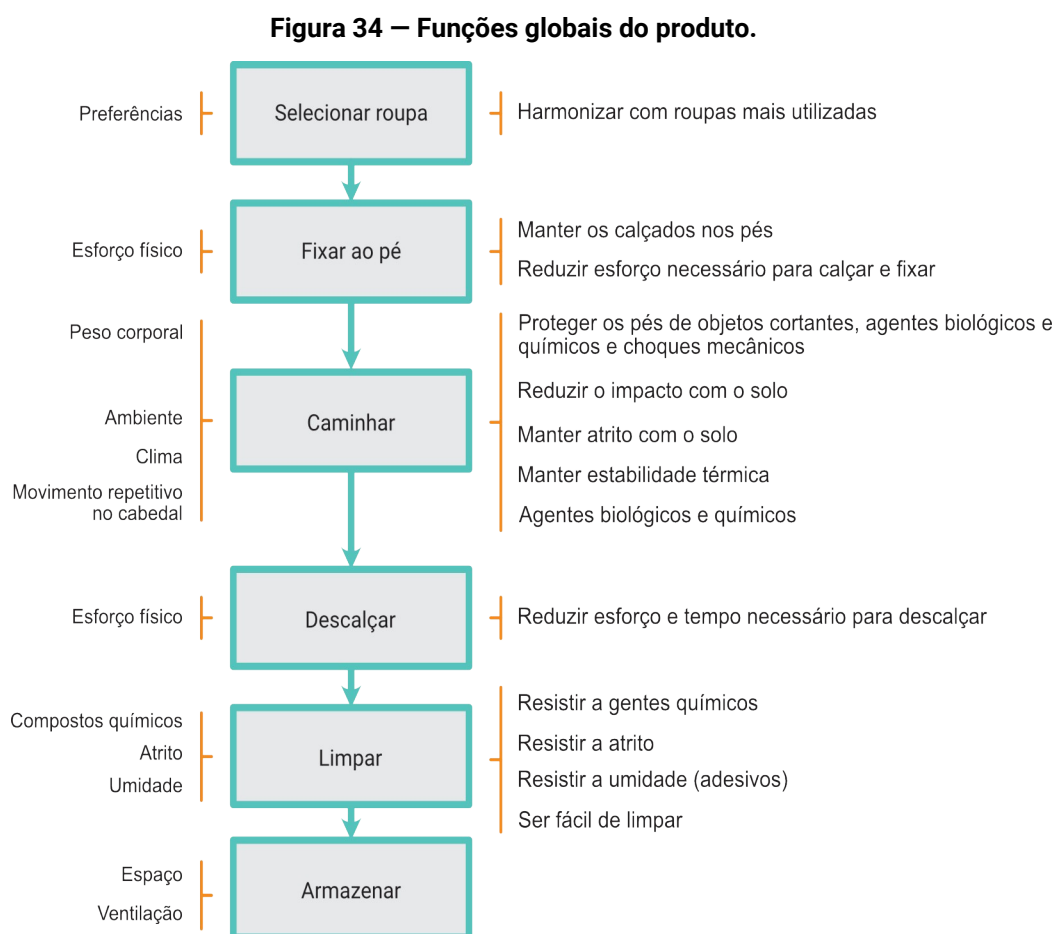 Figura 34 — Funções globais do produto.
Preferências
Selecionar roupa
Harmonizar com roupas mais utilizadas
Esforço físico
Fixar ao pé
Manter os calçados nos pés
Reduzir esforço necessário para calçar e fixar
Peso corporal
Ambiente
Clima
Movimento repetitivo
no cabedal
Caminhar
Proteger os pés de objetos cortantes, agentes biológicos e
químicos e choques mecânicos
Reduzir o impacto com o solo
Manter atrito com o solo
Manter estabilidade térmica
Agentes biológicos e químicos
Esforço físico
Descalçar
Reduzir esforço e tempo necessário para descalçar
Compostos químicos
Atrito
Umidade
Limpar
Resistir a gentes químicos
Resistir a atrito
Resistir a umidade (adesivos)
Ser fácil de limpar
Espaço
Ventilação
Armazenar